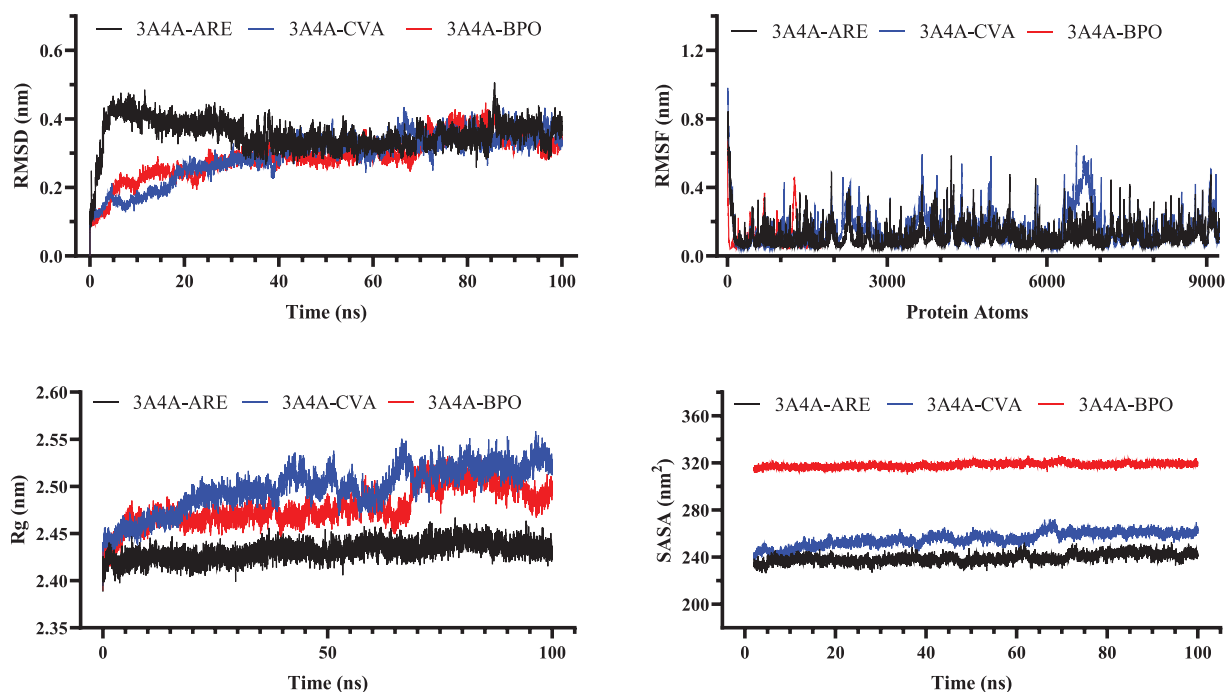 3A4A-ARE 3A4A-CVA 3A4A-BPO
0.6
0.4
0.2
0.0
RMSD (nm)
0 20 40 60 80 100
Time (ns)
3A4A-ARE 3A4A-CVA 3A4A-BPO
1.2
0.8
0.4
0.0
RMSF (nm)
0 3000 6000 9000
Protein Atoms
2.60
3A4A-ARE 3A4A-CVA 3A4A-BPO
2.55
2.50
2.45
2.40
2.35
Rg (nm)
0 50 100
Time (ns)
3A4A-ARE 3A4A-CVA 3A4A-BPO
360
320
280
240
200
SASA (nm²)
0 20 40 60 80 100
Time (ns)